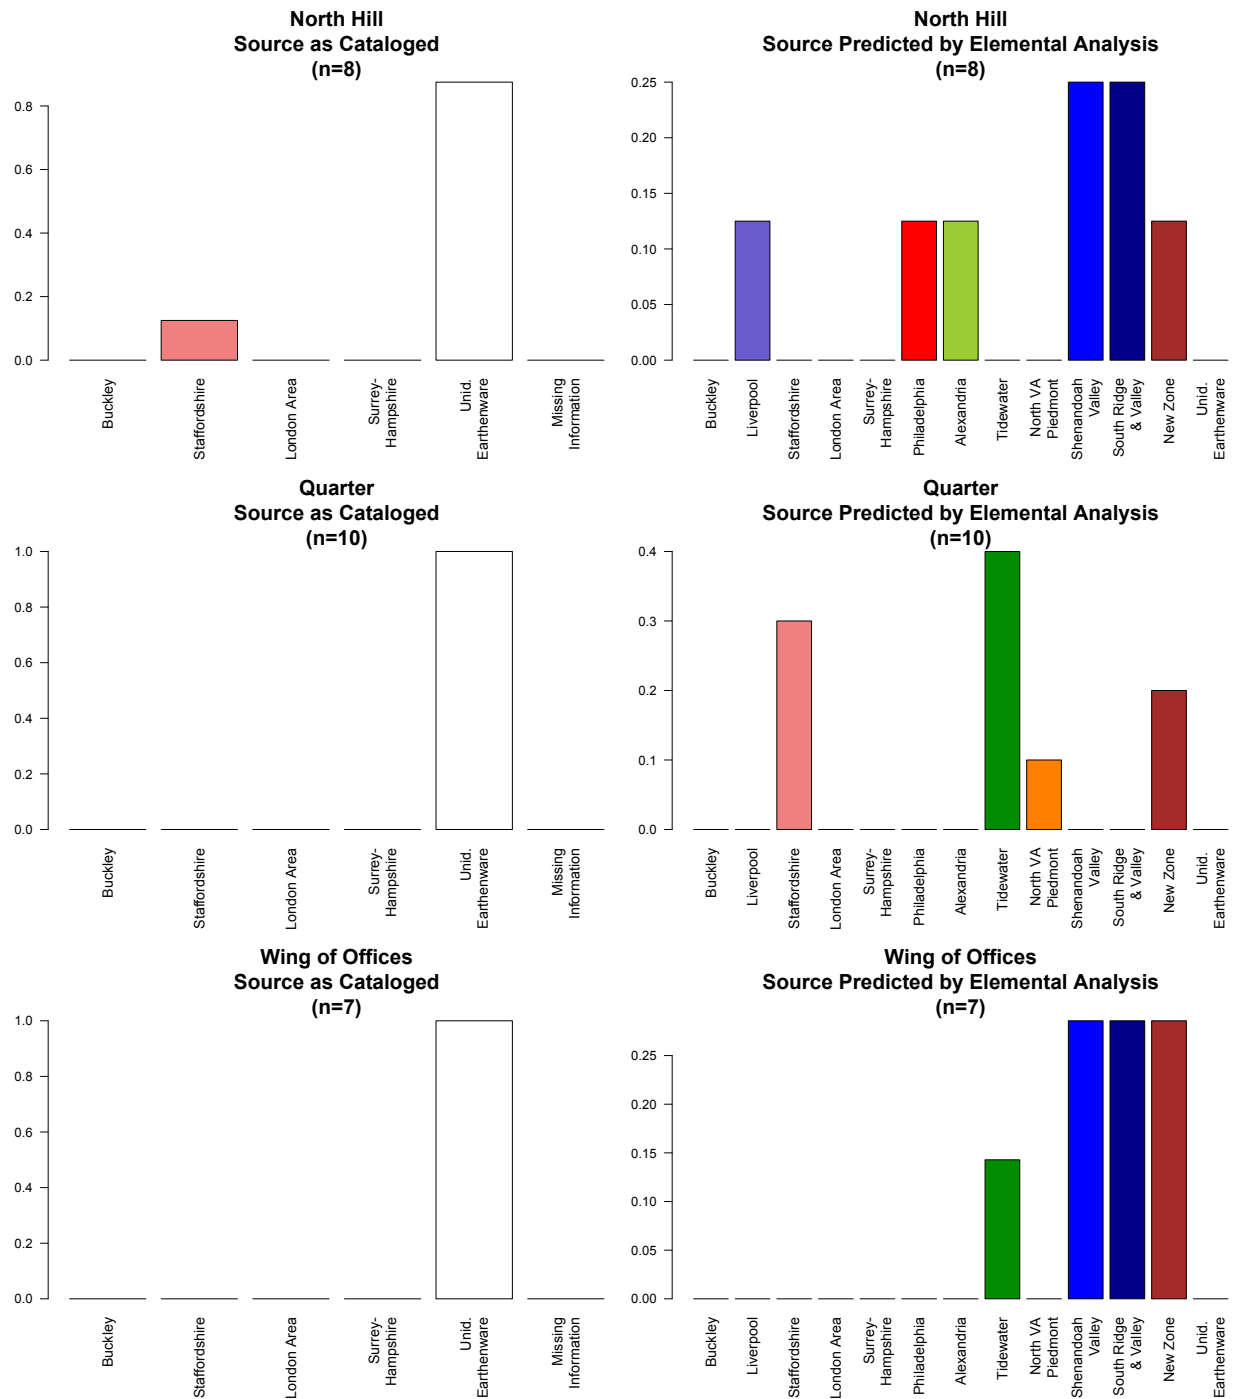 North Hill
Source as Cataloged
(n=8)
0.8
0.6
0.4
0.2
0.0
Buckley
Staffordshire
London Area
Surrey-
Hampshire
Unid.
Earthenware
Missing
Information
North Hill
Source Predicted by Elemental Analysis
(n=8)
0.25
0.20
0.15
0.10
0.05
0.00
Buckley
Liverpool
Staffordshire
London Area
Surrey-
Hampshire
Philadelphia
Alexandria
Tidewater
North VA
Piedmont
Shenandoah
Valley
South Ridge
& Valley
New Zone
Unid.
Earthenware
Quarter
Source as Cataloged
(n=10)
1.0
0.8
0.6
0.4
0.2
0.0
Buckley
Staffordshire
London Area
Surrey-
Hampshire
Unid.
Earthenware
Missing
Information
Quarter
Source Predicted by Elemental Analysis
(n=10)
0.4
0.3
0.2
0.1
0.0
Buckley
Liverpool
Staffordshire
London Area
Surrey-
Hampshire
Philadelphia
Alexandria
Tidewater
North VA
Piedmont
Shenandoah
Valley
South Ridge
& Valley
New Zone
Unid.
Earthenware
Wing of Offices
Source as Cataloged
(n=7)
1.0
0.8
0.6
0.4
0.2
0.0
Buckley
Staffordshire
London Area
Surrey-
Hampshire
Unid.
Earthenware
Missing
Information
Wing of Offices
Source Predicted by Elemental Analysis
(n=7)
0.25
0.20
0.15
0.10
0.05
0.00
Buckley
Liverpool
Staffordshire
London Area
Surrey-
Hampshire
Philadelphia
Alexandria
Tidewater
North VA
Piedmont
Shenandoah
Valley
South Ridge
& Valley
New Zone
Unid.
Earthenware